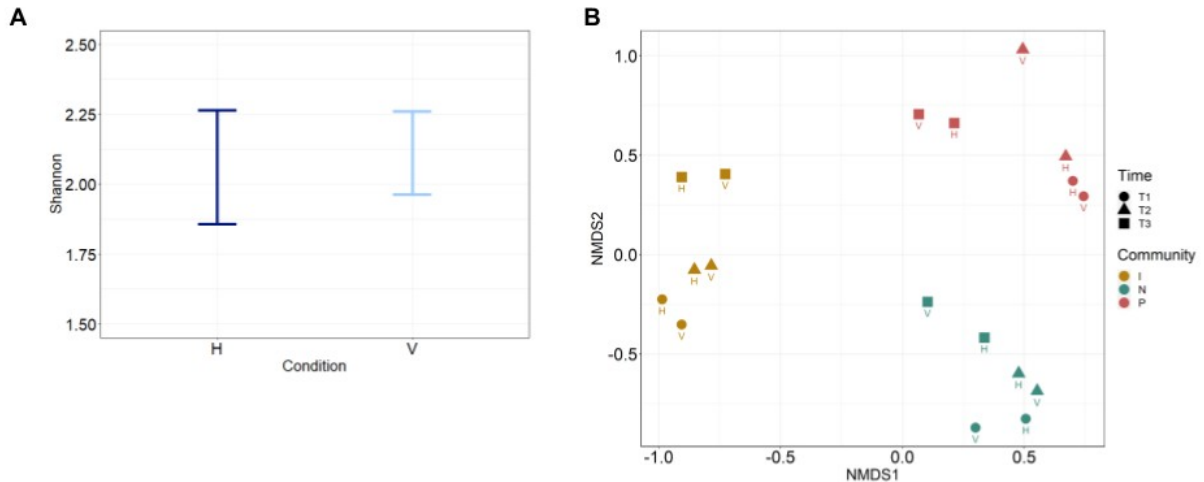 A
2.50
2.25
2.00
1.75
1.50
Shannon
H
V
Condition
B
1.0
0.5
0.0
-0.5
NMDS2
V
V
H
H
H
V
H
V
H
V
H
V
V
H
H
V
V
H
-1.0
-0.5
0.0
0.5
NMDS1
Time
T1
T2
T3
Community
I
N
P